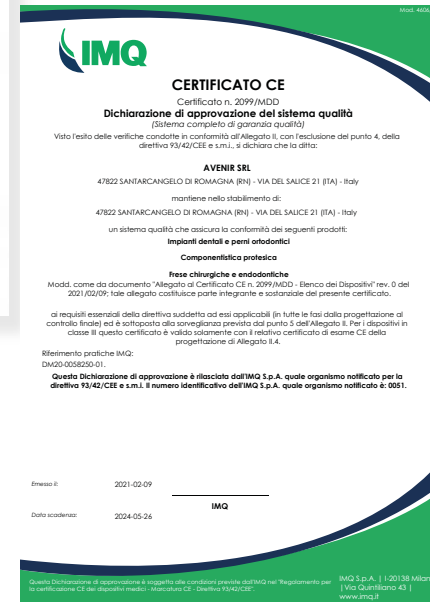 Mod. 4606
IMQ
CERTIFICATO CE
Certificato n. 2099/MDD
Dichiarazione di approvazione del sistema qualità
(Sistema completo di garanzia qualità)
Visto l'esito delle verifiche condotte in conformità all'Allegato II, con l'esclusione del punto 4, della
direttiva 93/42/CEE e s.m.i., si dichiara che la ditta:
AVENIR SRL
47822 SANTARCANGELO DI ROMAGNA (RN) - VIA DEL SALICE 21 (ITA) - Italy
mantiene nello stabilimento di:
47822 SANTARCANGELO DI ROMAGNA (RN) - VIA DEL SALICE 21 (ITA) - Italy
un sistema qualità che assicura la conformità dei seguenti prodotti:
Impianti dentali e perni ortodontici
Componentistica protesica
Frese chirurgiche e endodontiche
Modd. come da documento "Allegato al Certificato CE n. 2099/MDD - Elenco dei Dispositivi" rev. 0 del
2021/02/09; tale allegato costituisce parte integrante e sostanziale del presente certificato.
ai requisiti essenziali della direttiva suddetta ad essi applicabili (in tutte le fasi dalla progettazione al
controllo finale) ed è sottoposta alla sorveglianza prevista dal punto 5 dell'Allegato II. Per i dispositivi in
classe III questo certificato è valido solamente con il relativo certificato di esame CE della
progettazione di Allegato II.4.
Riferimento pratiche IMQ:
DM20-0058250-01.
Questa Dichiarazione di approvazione è rilasciata dall'IMQ S.p.A. quale organismo notificato per la
direttiva 93/42/CEE e s.m.i. Il numero identificativo dell'IMQ S.p.A. quale organismo notificato è: 0051.
Emesso il: 2021-02-09
IMQ
Data scadenza: 2024-05-26
Questa Dichiarazione di approvazione è soggetta alle condizioni previste dall'IMQ nel "Regolamento per
la certificazione CE dei dispositivi medici - Marcatura CE - Direttiva 93/42/CEE".
IMQ S.p.A. | I-20138 Milan
| Via Quintiliano 43 |
www.imq.it